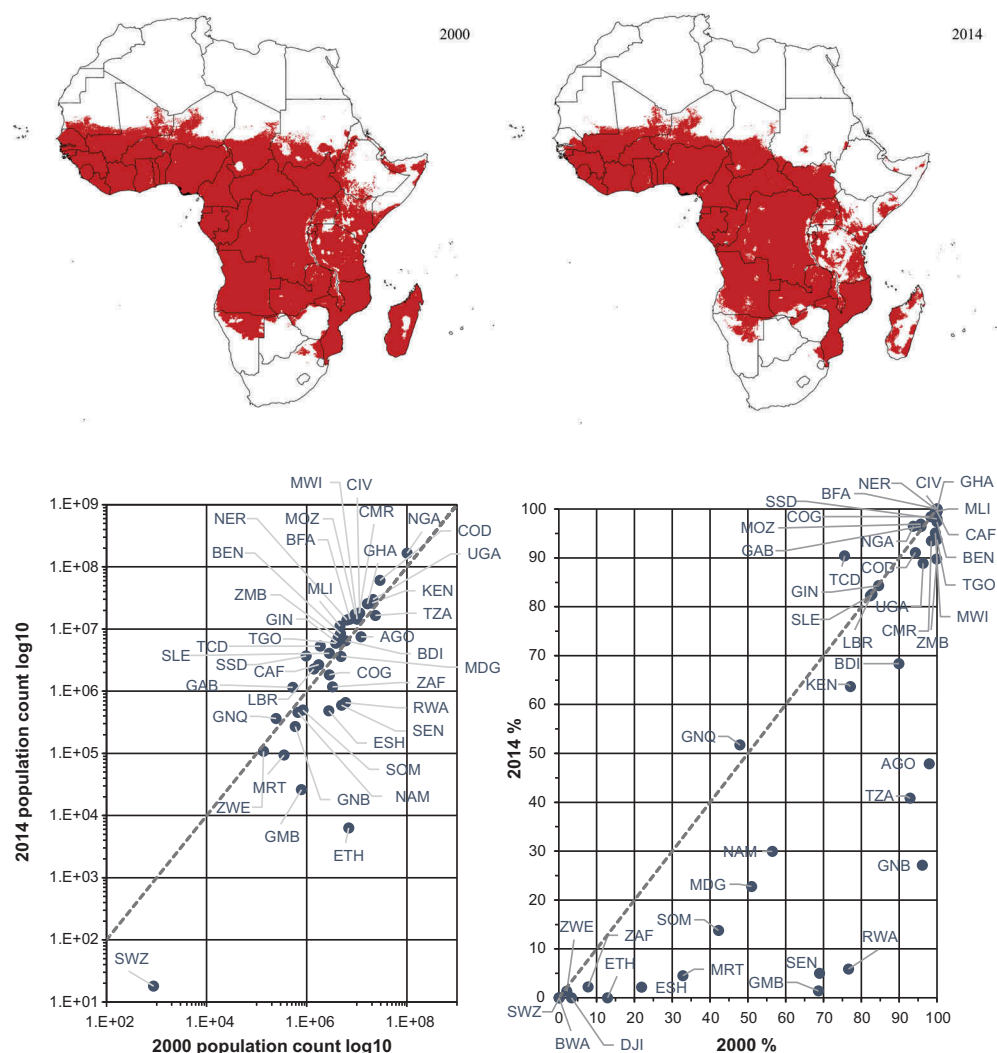 2000
2014
MWI CIV
1.E+09
NER MOZ CMR NGA
BFA COD
BEN GHA
1.E+08
UGA
MLI KEN
ZMB
GIN TZA
1.E+07
TCD TGO AGO
SLE BDI
SSD MDG
CAF COG
1.E+06
GAB LBR ZAF
GNQ RWA
SEN
1.E+05
ESH
MRT SOM
ZWE GNB NAM
1.E+04
GMB
ETH
1.E+03
1.E+02
SWZ
1.E+01
1.E+02 1.E+04 1.E+06 1.E+08
2014 population count log10
2000 population count log10
NER CIV GHA
BFA
SSD
100 MLI
COG
MOZ CAF
GAB NGA
90 COD BEN
TCD
GIN TGO
80 SLE UGA
LBR CMR ZMB MWI
70 BDI
KEN
60
GNQ
50
AGO
40 TZA
30 NAM
GNB
20 MDG
SOM
ZWE ZAF
10 RWA
ETH MRT SEN
ESH GMB
0
SWZ
0 10 20 30 40 50 60 70 80 90 100
BWA DJI
2014 %
2000 %